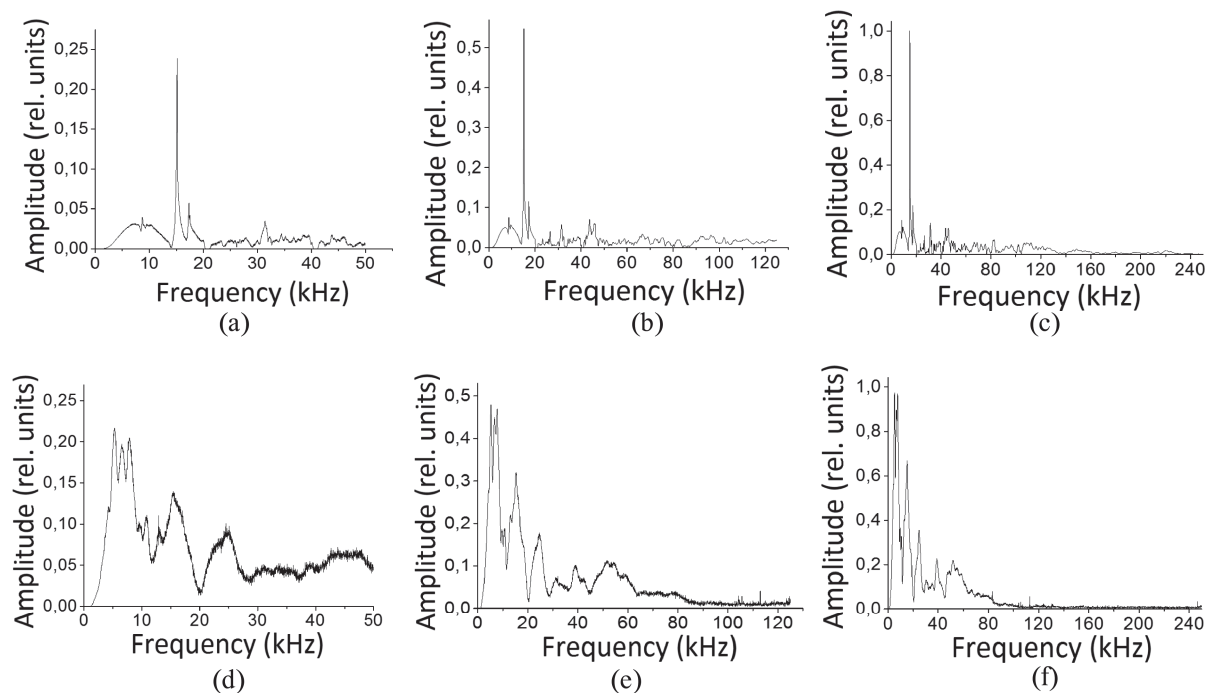 Amplitude (rel. units)
0,25
0,20
0,15
0,10
0,05
0,00
0 10 20 30 40 50
Frequency (kHz)
(a)
Amplitude (rel. units)
0,5
0,4
0,3
0,2
0,1
0,0
0 20 40 60 80 100 120
Frequency (kHz)
(b)
Amplitude (rel. units)
1,0
0,8
0,6
0,4
0,2
0,0
0 40 80 120 160 200 240
Frequency (kHz)
(c)
Amplitude (rel. units)
0,25
0,20
0,15
0,10
0,05
0,00
0 10 20 30 40 50
Frequency (kHz)
(d)
Amplitude (rel. units)
0,5
0,4
0,3
0,2
0,1
0,0
0 20 40 60 80 100 120
Frequency (kHz)
(e)
Amplitude (rel. units)
1,0
0,8
0,6
0,4
0,2
0,0
0 40 80 120 160 200 250
Frequency (kHz)
(f)